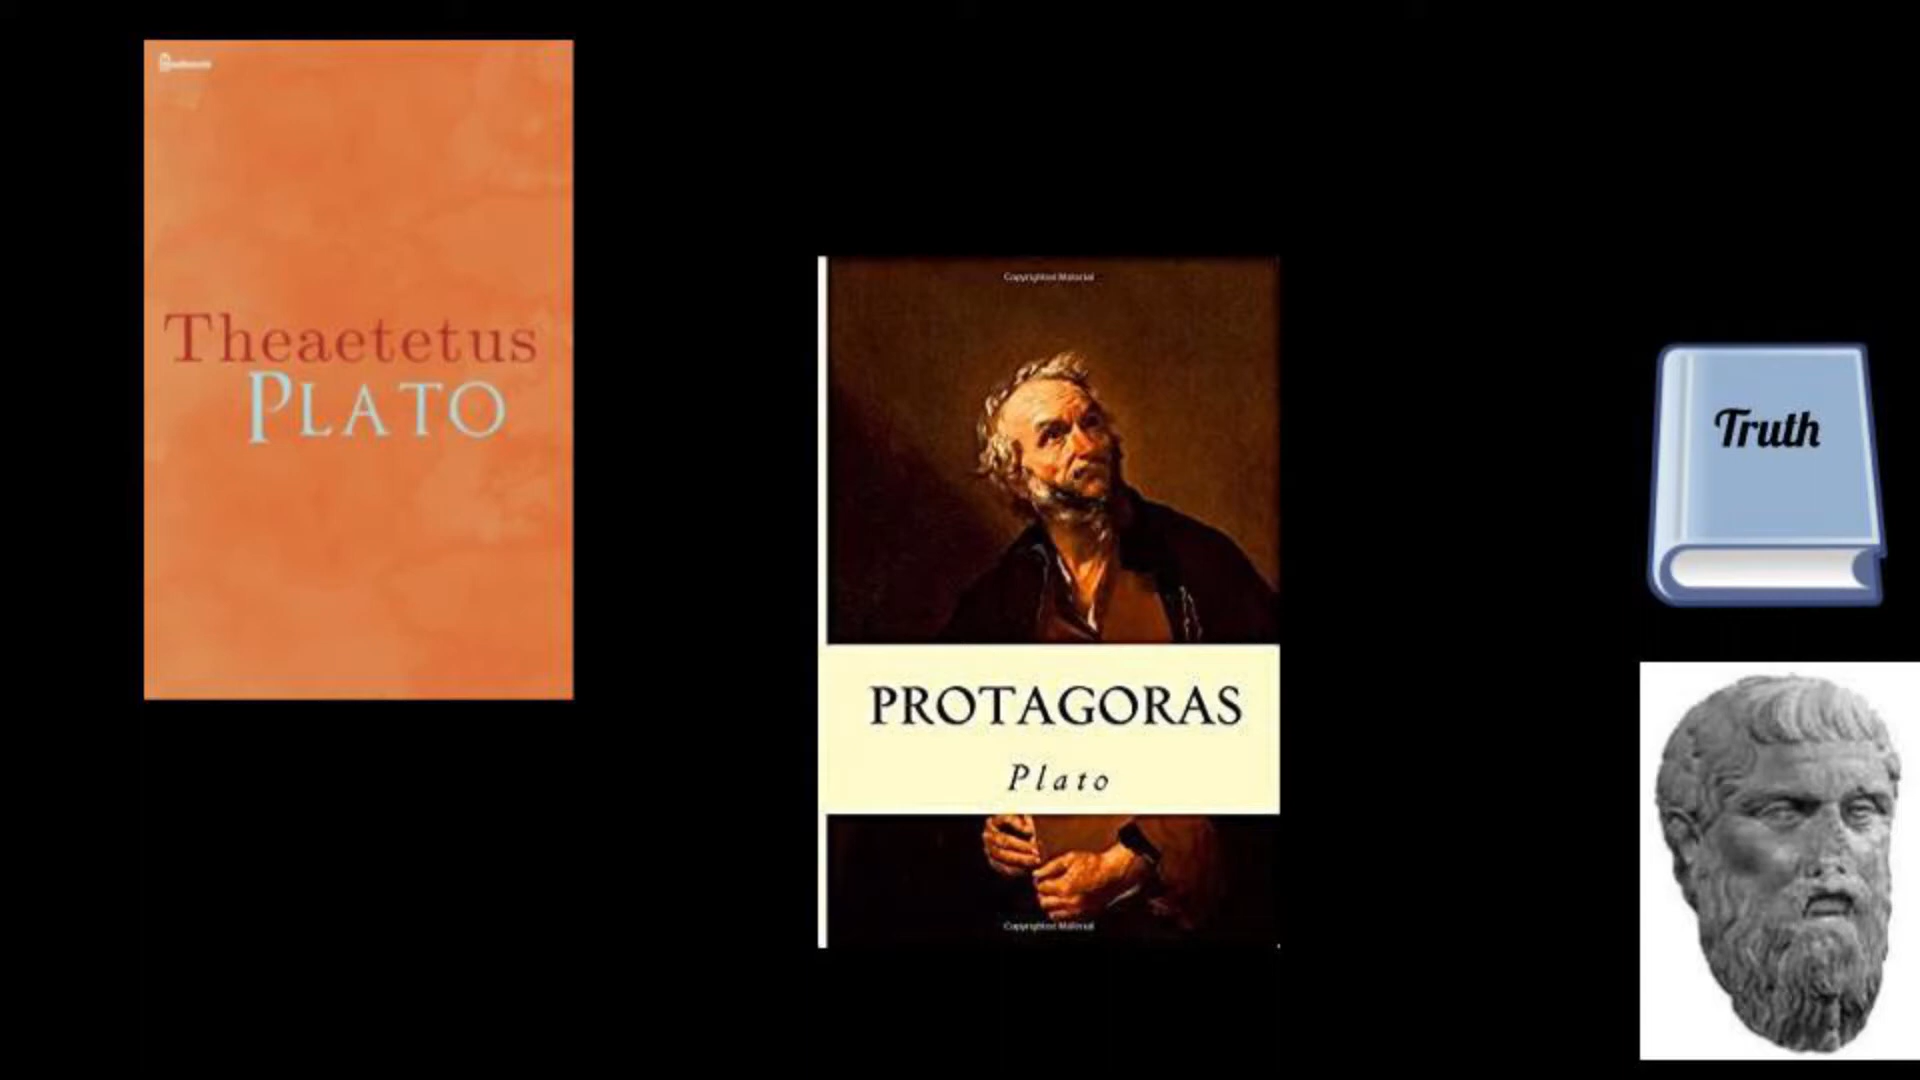 Theaetetus
PLATO
Copyrighted Material
PROTAGORAS
Plato
Copyrighted Material
Truth